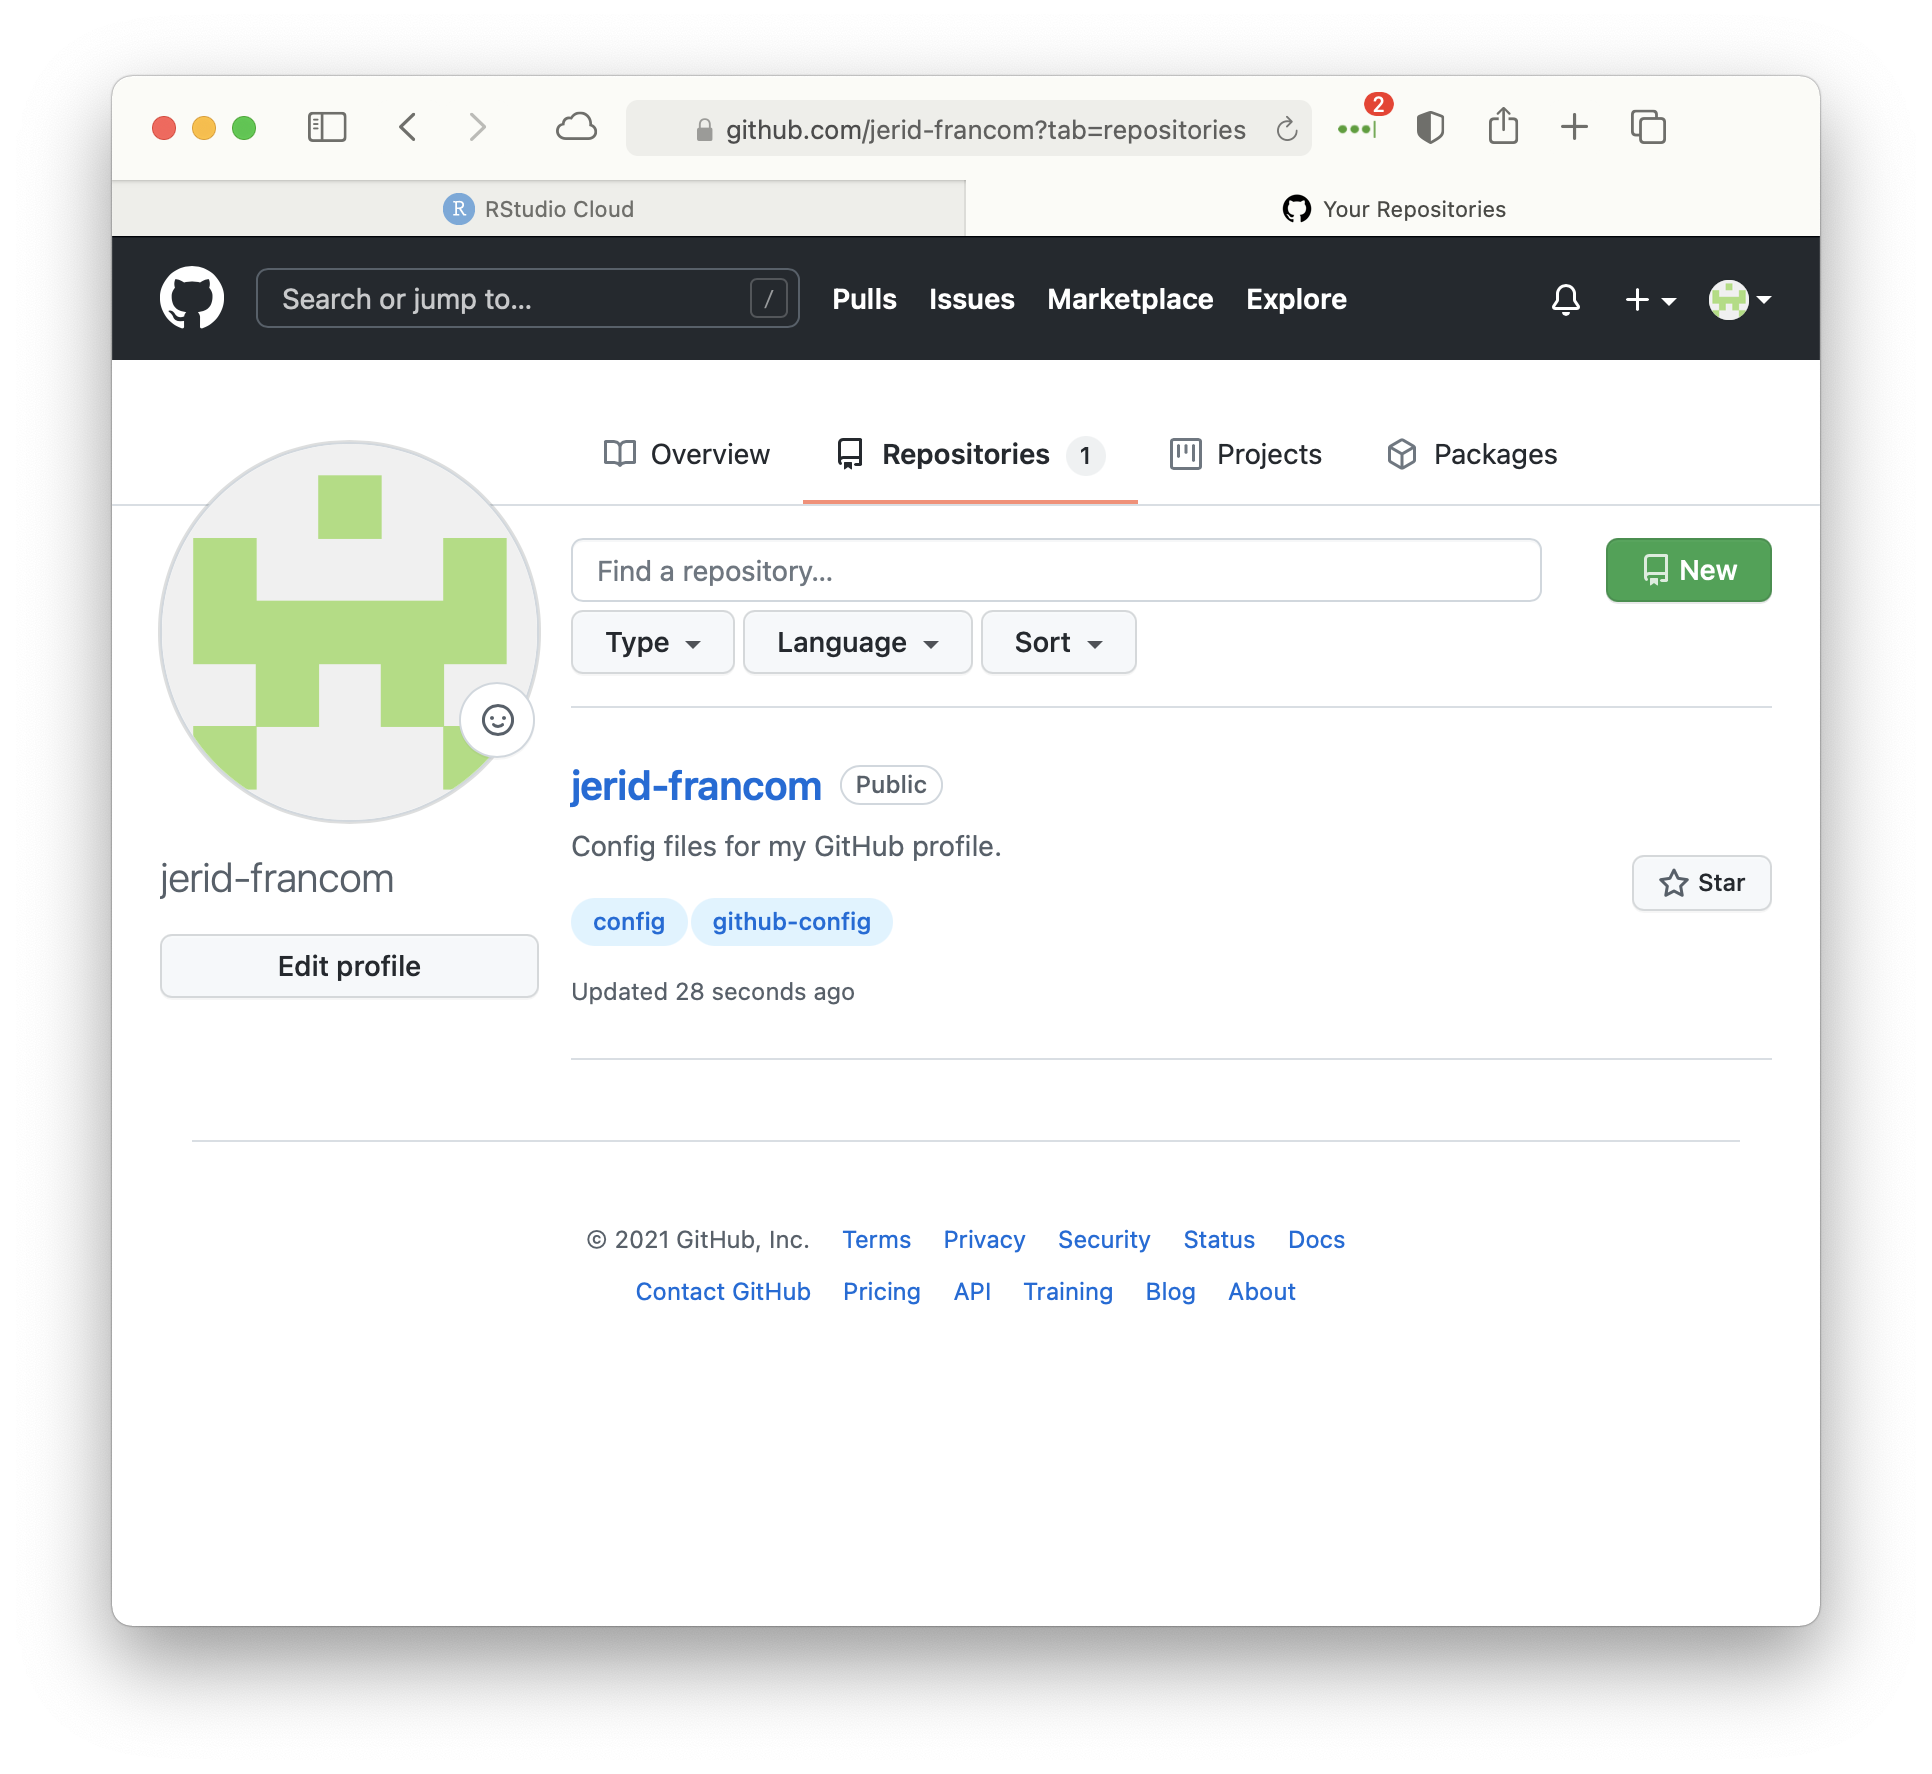 github.com/jerid-francom?tab=repositories
2
R RStudio Cloud
Your Repositories
Search or jump to... /
Pulls Issues Marketplace Explore
Overview Repositories 1 Projects Packages
Find a repository...
New
Type Language Sort
jerid-francom Public
Config files for my GitHub profile.
config github-config
Updated 28 seconds ago
Star
jerid-francom
Edit profile
© 2021 GitHub, Inc. Terms Privacy Security Status Docs
Contact GitHub Pricing API Training Blog About